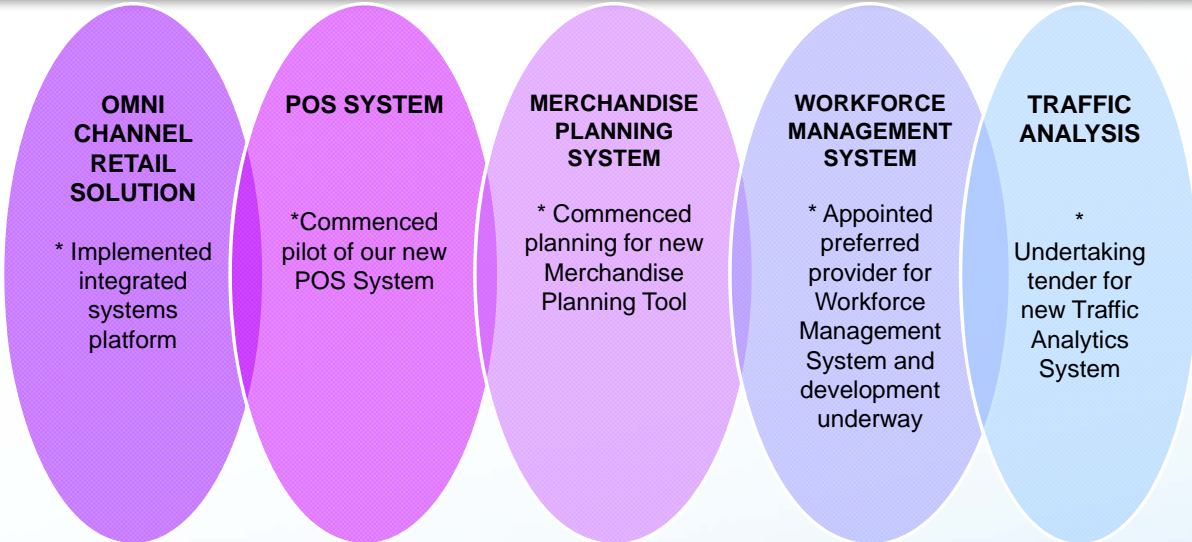 OMNI
CHANNEL
RETAIL
SOLUTION
* Implemented
integrated
systems
platform
POS SYSTEM
*Commenced
pilot of our new
POS System
MERCHANDISE
PLANNING
SYSTEM
* Commenced
planning for new
Merchandise
Planning Tool
WORKFORCE
MANAGEMENT
SYSTEM
* Appointed
preferred
provider for
Workforce
Management
System and
development
underway
TRAFFIC
ANALYSIS
*
Undertaking
tender for
new Traffic
Analytics
System